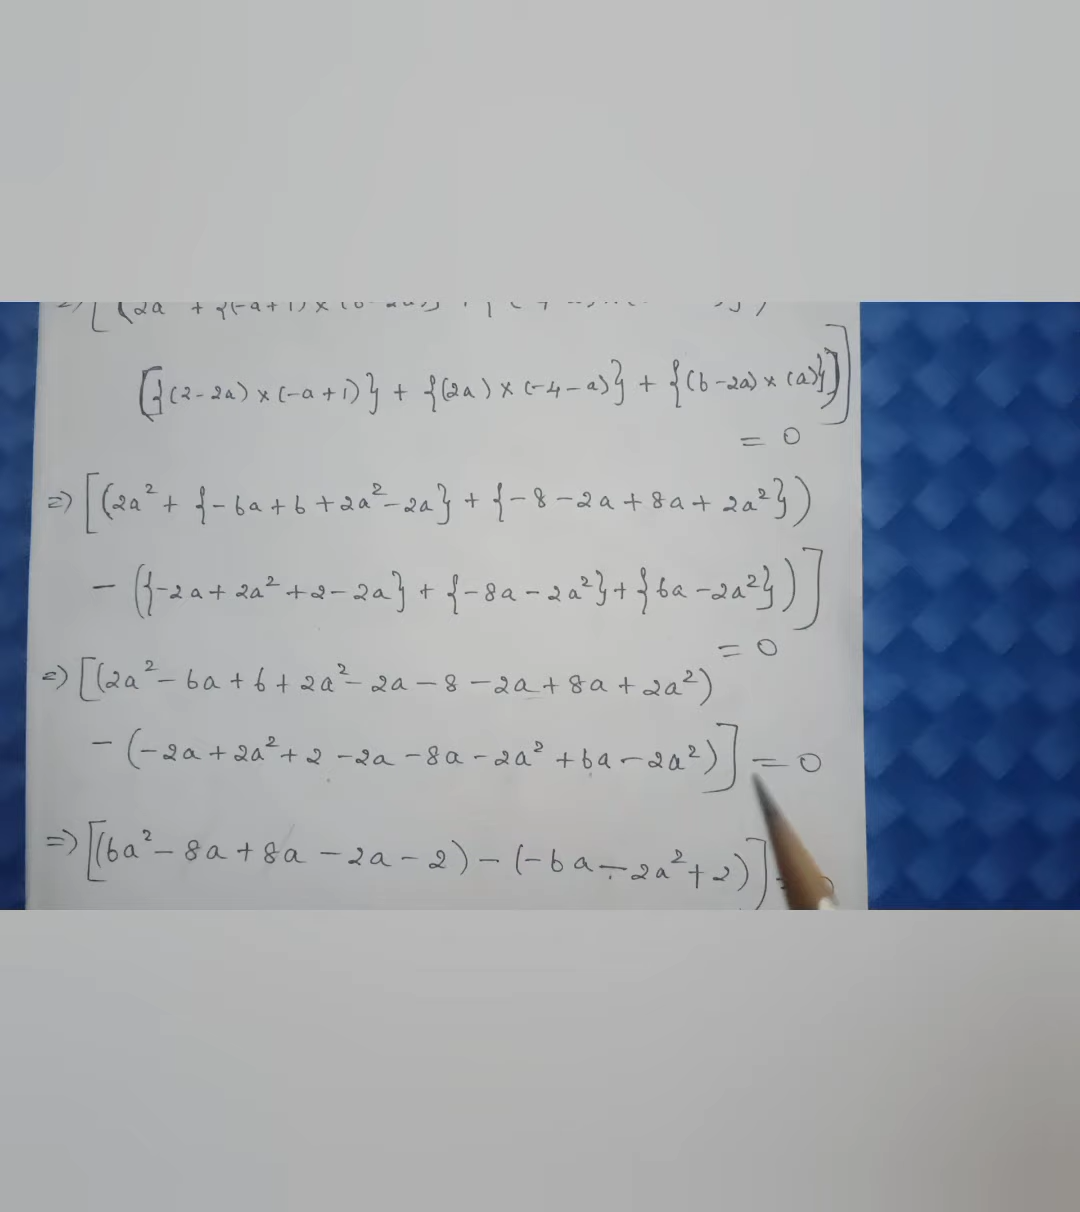 [({(2-2a)×(-a+1)} + {(2a)×(-4-a)} + {(6-2a)×(a)})]
= 0
=> [(2a² + {-6a+6+2a²-2a} + {-8-2a+8a+2a²})
- ({-2a+2a²+2-2a} + {-8a-2a²} + {6a-2a²})]
= 0
=> [(2a²-6a+6+2a²-2a-8-2a+8a+2a²)
- (-2a+2a²+2-2a-8a-2a²+6a-2a²)] = 0
=> [(6a²-8a+8a-2a-2) - (-6a-2a²+2)]